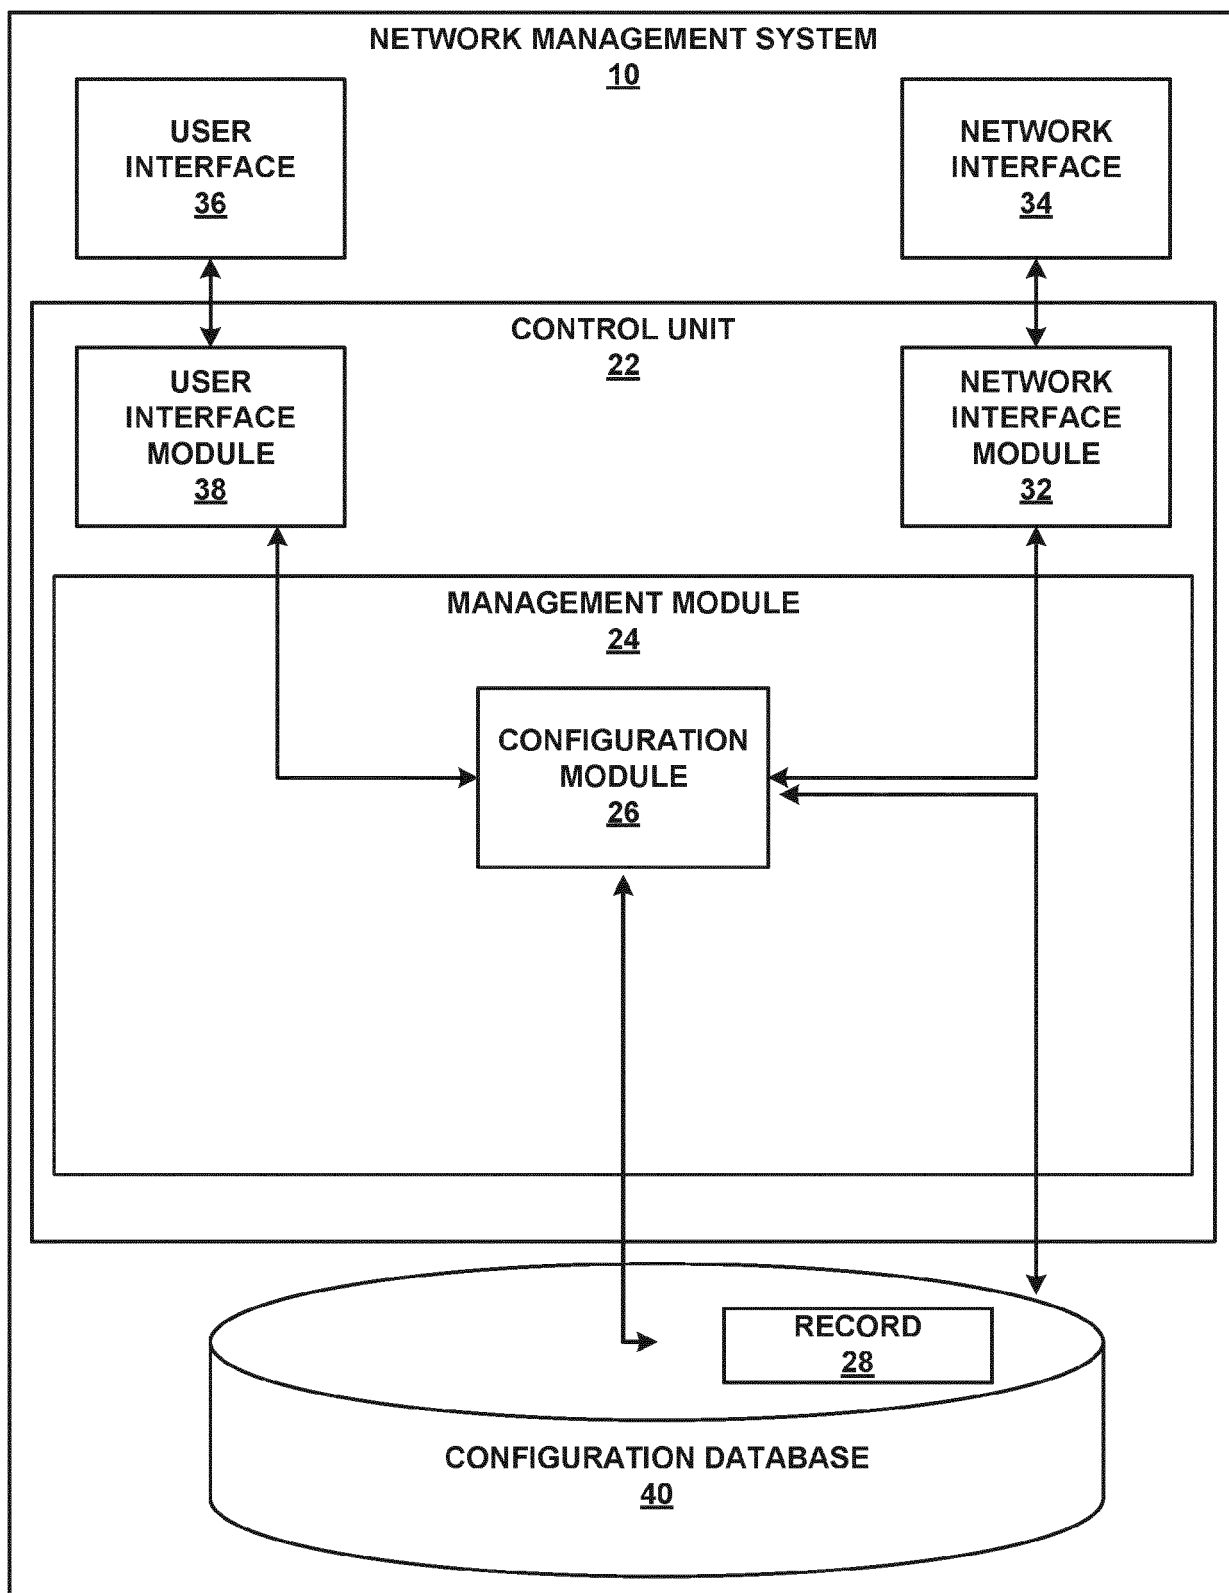 NETWORK MANAGEMENT SYSTEM
10
USER
INTERFACE
36
NETWORK
INTERFACE
34
CONTROL UNIT
22
USER
INTERFACE
MODULE
38
NETWORK
INTERFACE
MODULE
32
MANAGEMENT MODULE
24
CONFIGURATION
MODULE
26
RECORD
28
CONFIGURATION DATABASE
40